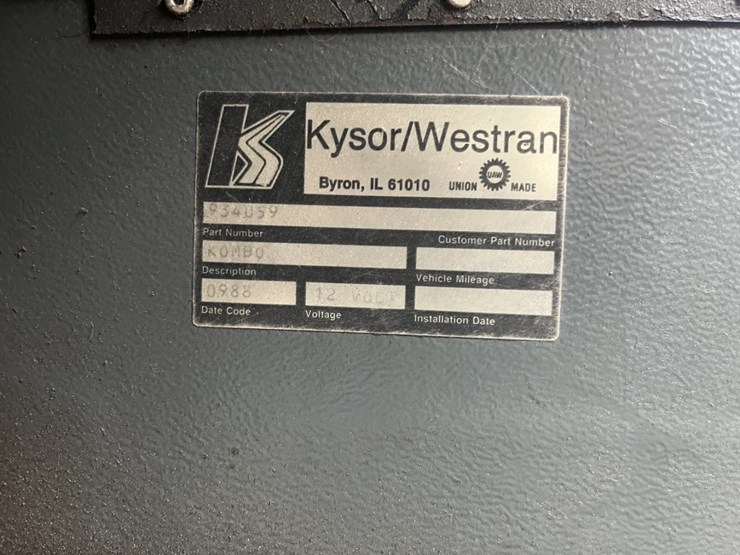 KS
Kysor/Westran
Byron, IL 61010 UNION UAW MADE
934059
Part Number Customer Part Number
KOMBO
Description Vehicle Mileage
0988 12 VOLT
Date Code Voltage Installation Date